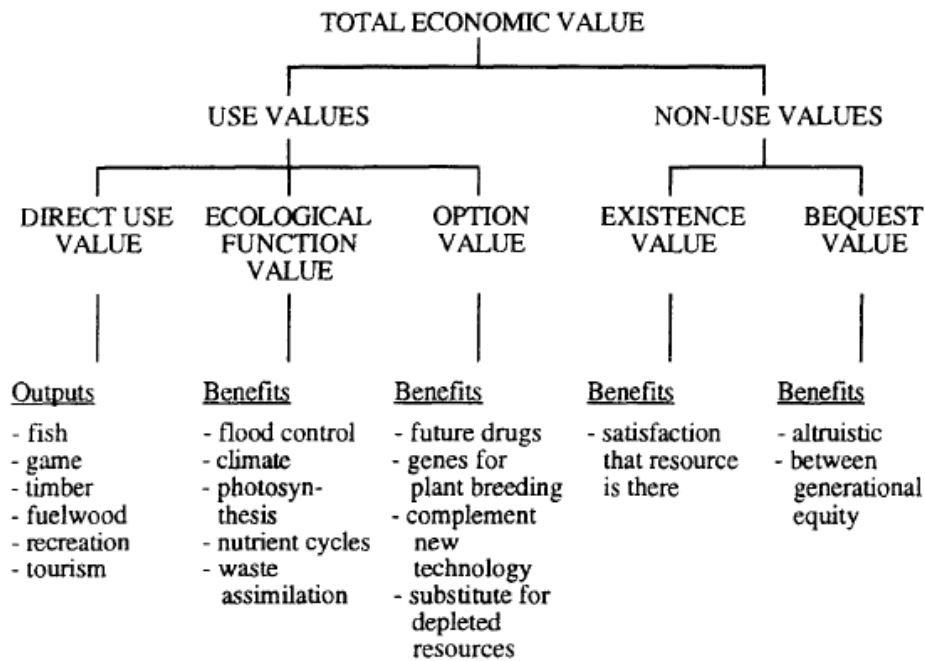 TOTAL ECONOMIC VALUE
USE VALUES
NON-USE VALUES
DIRECT USE
VALUE
ECOLOGICAL
FUNCTION
VALUE
OPTION
VALUE
EXISTENCE
VALUE
BEQUEST
VALUE
Outputs
- fish
- game
- timber
- fuelwood
- recreation
- tourism
Benefits
- flood control
- climate
- photosyn-
thesis
- nutrient cycles
- waste
assimilation
Benefits
- future drugs
- genes for
plant breeding
- complement
new
technology
- substitute for
depleted
resources
Benefits
- satisfaction
that resource
is there
Benefits
- altruistic
- between
generational
equity